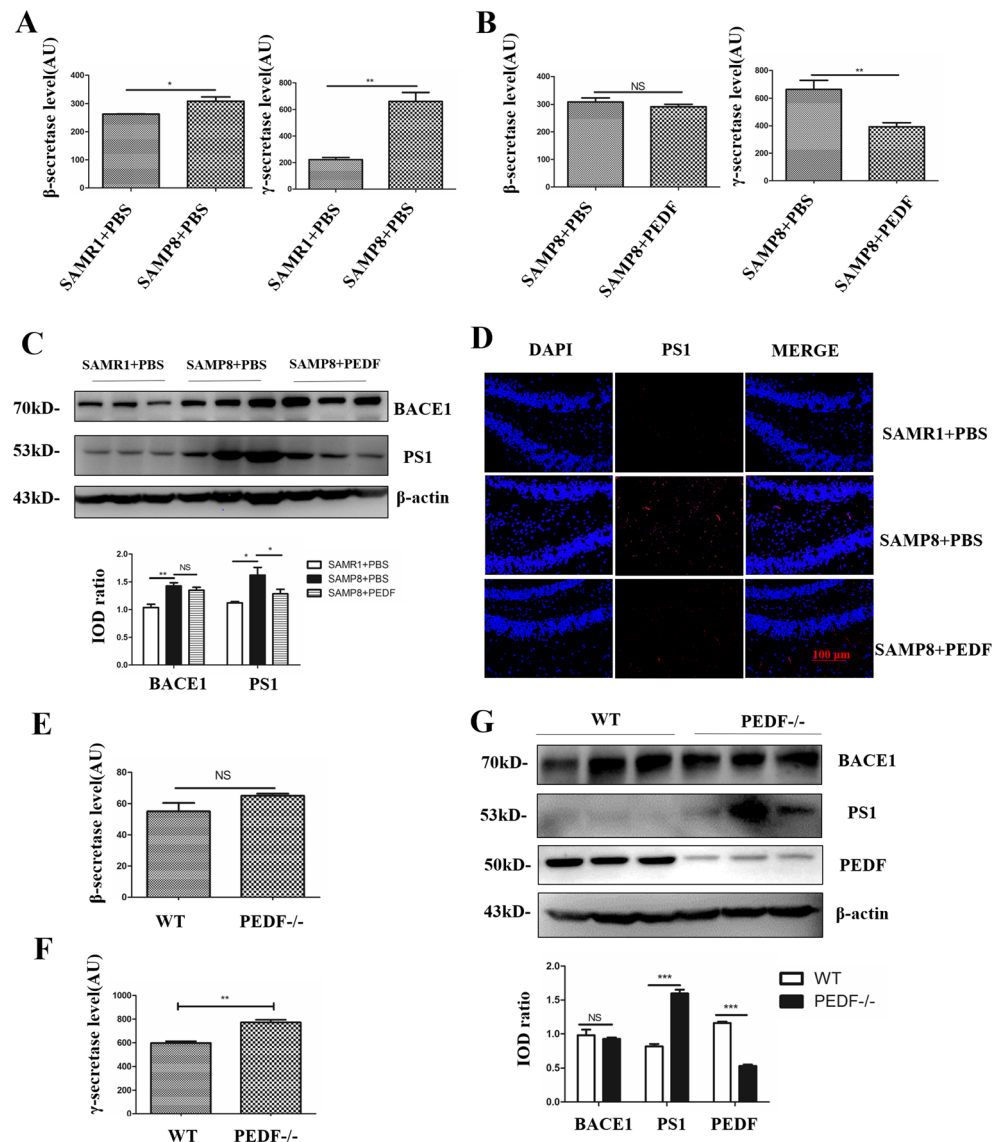 A
β-secretase level(AU)
400
300
200
100
0
*
SAMR1+PBS
SAMP8+PBS
γ-secretase level(AU)
800
600
400
200
0
**
SAMR1+PBS
SAMP8+PBS
B
β-secretase level(AU)
400
300
200
100
0
NS
SAMP8+PBS
SAMP8+PEDF
γ-secretase level(AU)
800
600
400
200
0
**
SAMP8+PBS
SAMP8+PEDF
C
SAMR1+PBS SAMP8+PBS SAMP8+PEDF
70kD- BACE1
53kD- PS1
43kD- β-actin
IOD ratio
2.0
1.5
1.0
0.5
0.0
** NS * *
SAMR1+PBS
SAMP8+PBS
SAMP8+PEDF
BACE1 PS1
D
DAPI PS1 MERGE
SAMR1+PBS
SAMP8+PBS
SAMP8+PEDF
100 μm
E
β-secretase level(AU)
80
60
40
20
0
NS
WT PEDF-/-
F
γ-secretase level(AU)
1000
800
600
400
200
0
**
WT PEDF-/-
G
WT PEDF-/-
70kD- BACE1
53kD- PS1
50kD- PEDF
43kD- β-actin
IOD ratio
2.0
1.5
1.0
0.5
0.0
NS *** ***
WT
PEDF-/-
BACE1 PS1 PEDF